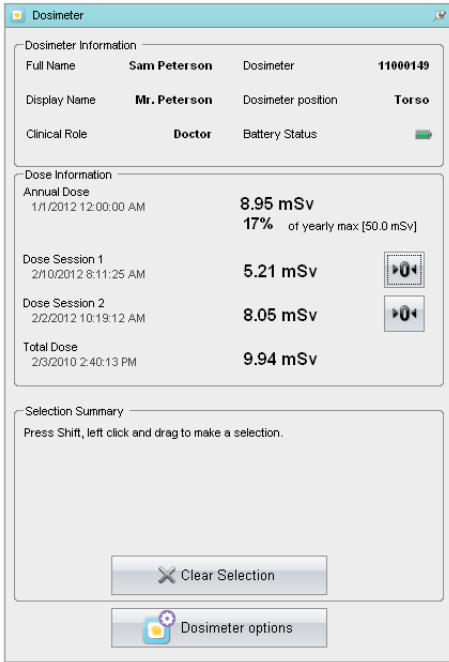 Dosimeter
Dosimeter Information
Full Name Sam Peterson Dosimeter 11000149
Display Name Mr. Peterson Dosimeter position Torso
Clinical Role Doctor Battery Status
Dose Information
Annual Dose
1/1/2012 12:00:00 AM 8.95 mSv
17% of yearly max [50.0 mSv]
Dose Session 1
2/10/2012 8:11:25 AM 5.21 mSv 0
Dose Session 2
2/2/2012 10:19:12 AM 8.05 mSv 0
Total Dose
2/3/2010 2:40:13 PM 9.94 mSv
Selection Summary
Press Shift, left click and drag to make a selection.
Clear Selection
Dosimeter options